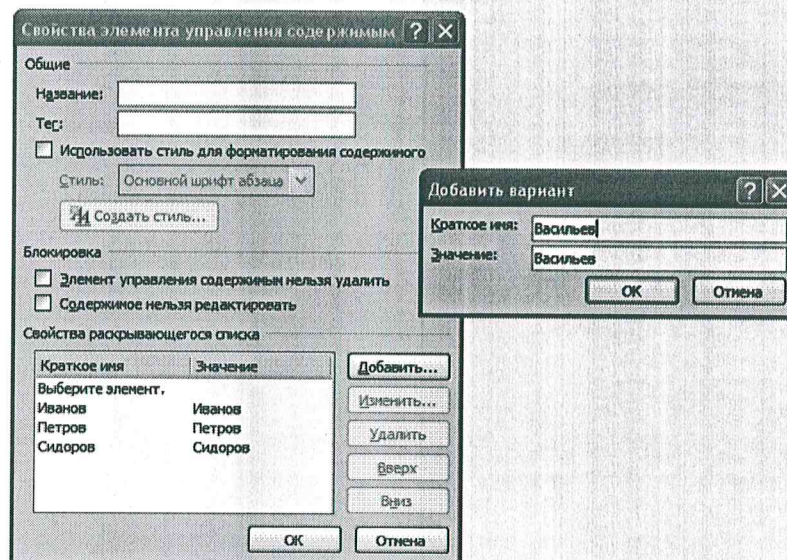 Свойства элемента управления содержимым
Общие
Название:
Тег:
Использовать стиль для форматирования содержимого
Стиль: Основной шрифт абзаца
Создать стиль...
Блокировка
Элемент управления содержимым нельзя удалить
Содержимое нельзя редактировать
Свойства раскрывающегося списка
Краткое имя Значение
Выберите элемент.
Иванов Иванов
Петров Петров
Сидоров Сидоров
Добавить...
Изменить...
Удалить
Вверх
Вниз
ОК Отмена
Добавить вариант
Краткое имя: Васильев
Значение: Васильев
ОК Отмена